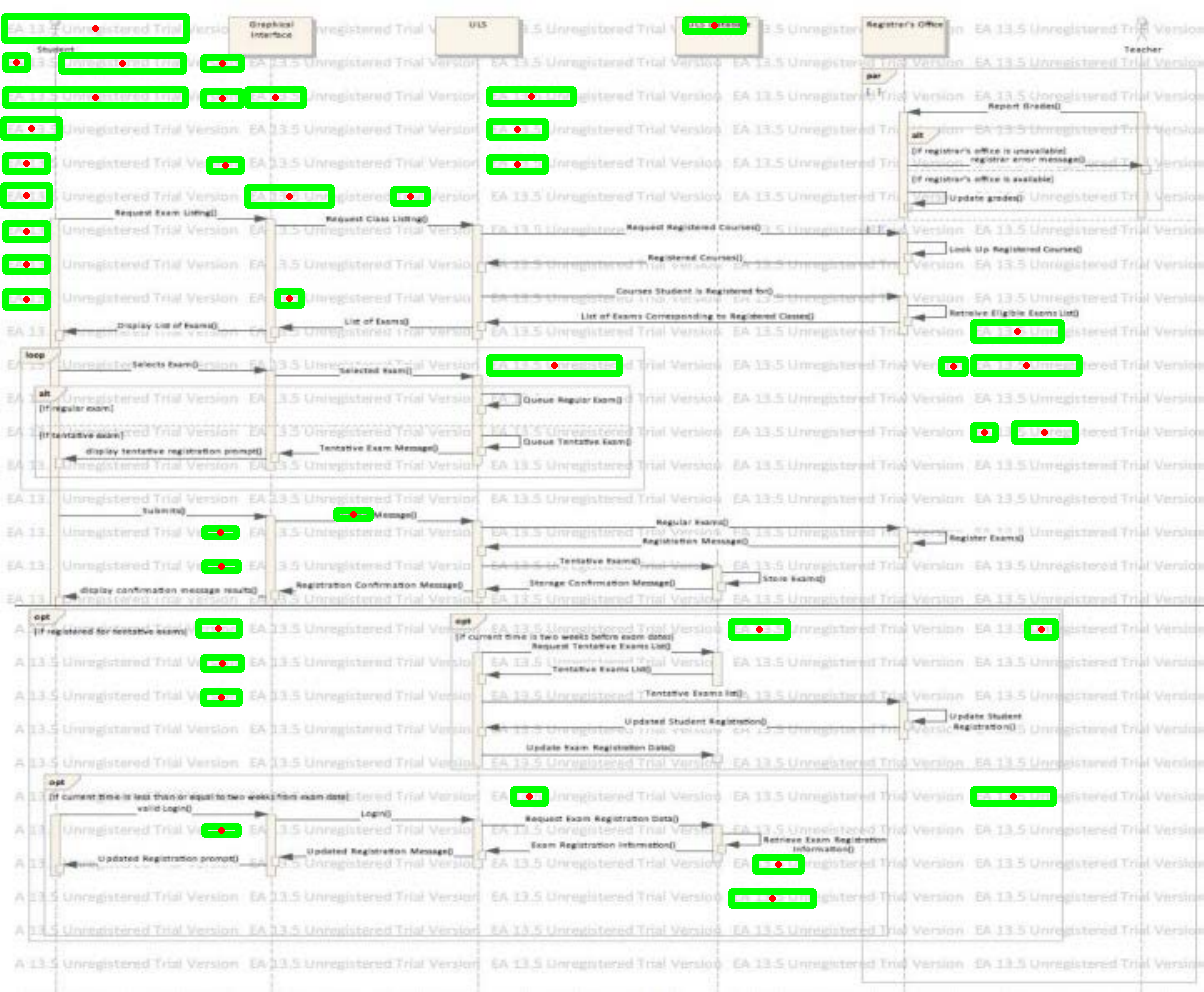 Graphical Interface
ULS
Registrar's Office
Student
Teacher
par
Report Grades()
alt
[if registrar's office is unavailable]
registrar error message()
[if registrar's office is available]
Update grades()
Request Exam Listing()
Request Class Listing()
Request Registered Courses()
Look Up Registered Courses()
Registered Courses()
Courses Student is Registered for()
Retreive Eligible Exams List()
List of Exams Corresponding to Registered Classes()
List of Exams()
Display List of Exams()
loop
Selects Exam()
Selected Exam()
alt
Queue Regular Exam()
[if regular exam]
[if tentative exam]
Queue Tentative Exam()
Tentative Exam Message()
display tentative registration prompt()
Submits()
Message()
Regular Exams()
Register Exams()
Registration Message()
Tentative Exams()
Store Exams()
Storage Confirmation Message()
Registration Confirmation Message()
display confirmation message results()
opt
[if registered for tentative exams]
opt
[if current time is two weeks before exam dates]
Request Tentative Exams List()
Tentative Exams List()
Tentative Exams list()
Update Student Registration()
Updated Student Registration()
Update Exam Registration Data()
opt
[if current time is less than or equal to two weeks from exam date]
valid Login()
Login()
Request Exam Registration Data()
Retrieve Exam Registration Information()
Exam Registration Information()
Updated Registration Message()
Updated Registration prompt()
EA 13.5 Unregistered Trial Version